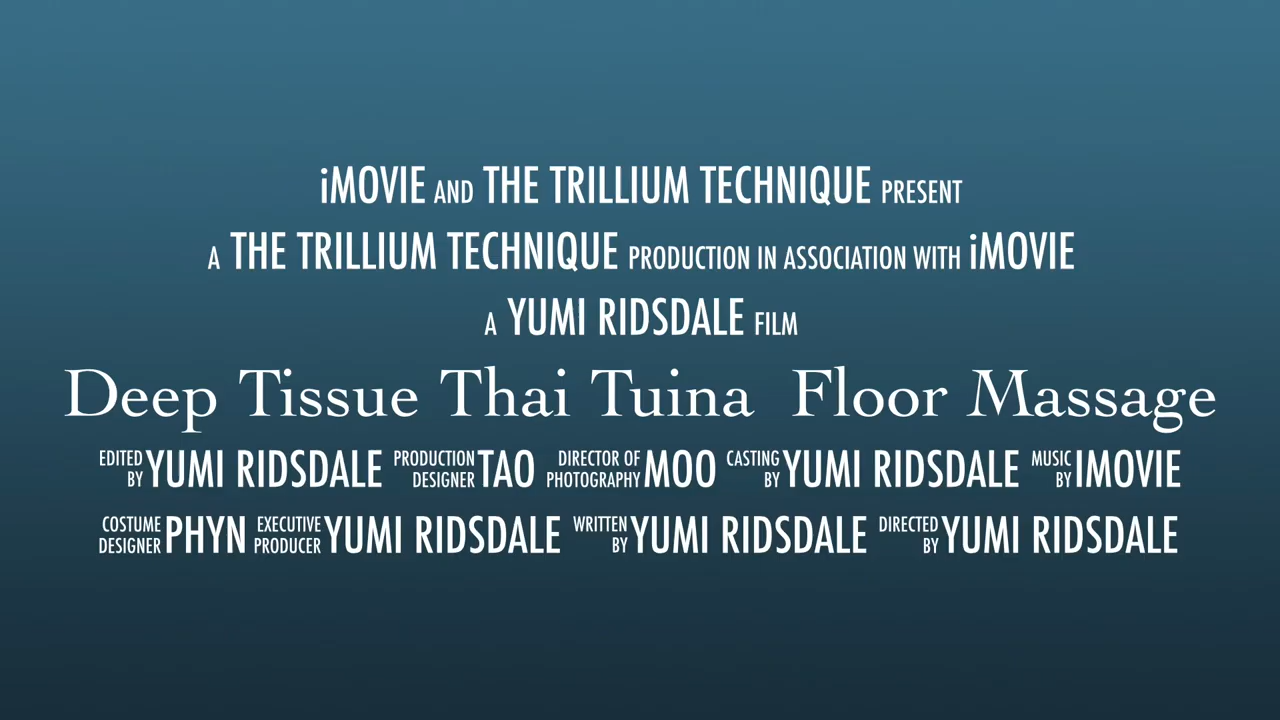 iMOVIE AND THE TRILLIUM TECHNIQUE PRESENT
A THE TRILLIUM TECHNIQUE PRODUCTION IN ASSOCIATION WITH iMOVIE
A YUMI RIDSDALE FILM
Deep Tissue Thai Tuina  Floor Massage
EDITED BY YUMI RIDSDALE PRODUCTION DESIGNER TAO DIRECTOR OF PHOTOGRAPHY MOO CASTING BY YUMI RIDSDALE MUSIC BY IMOVIE
COSTUME DESIGNER PHYN EXECUTIVE PRODUCER YUMI RIDSDALE WRITTEN BY YUMI RIDSDALE DIRECTED BY YUMI RIDSDALE